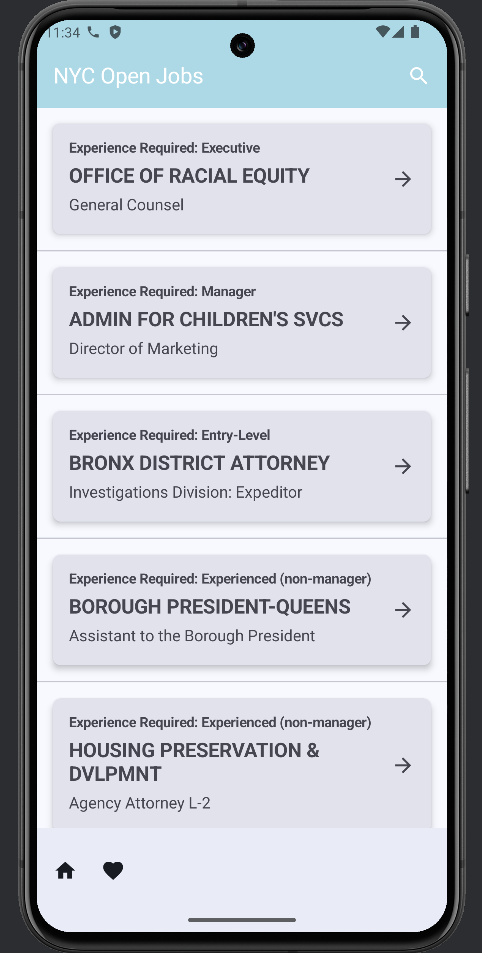 11:34
NYC Open Jobs
Experience Required: Executive
OFFICE OF RACIAL EQUITY
General Counsel
Experience Required: Manager
ADMIN FOR CHILDREN'S SVCS
Director of Marketing
Experience Required: Entry-Level
BRONX DISTRICT ATTORNEY
Investigations Division: Expeditor
Experience Required: Experienced (non-manager)
BOROUGH PRESIDENT-QUEENS
Assistant to the Borough President
Experience Required: Experienced (non-manager)
HOUSING PRESERVATION &
DVLPMNT
Agency Attorney L-2